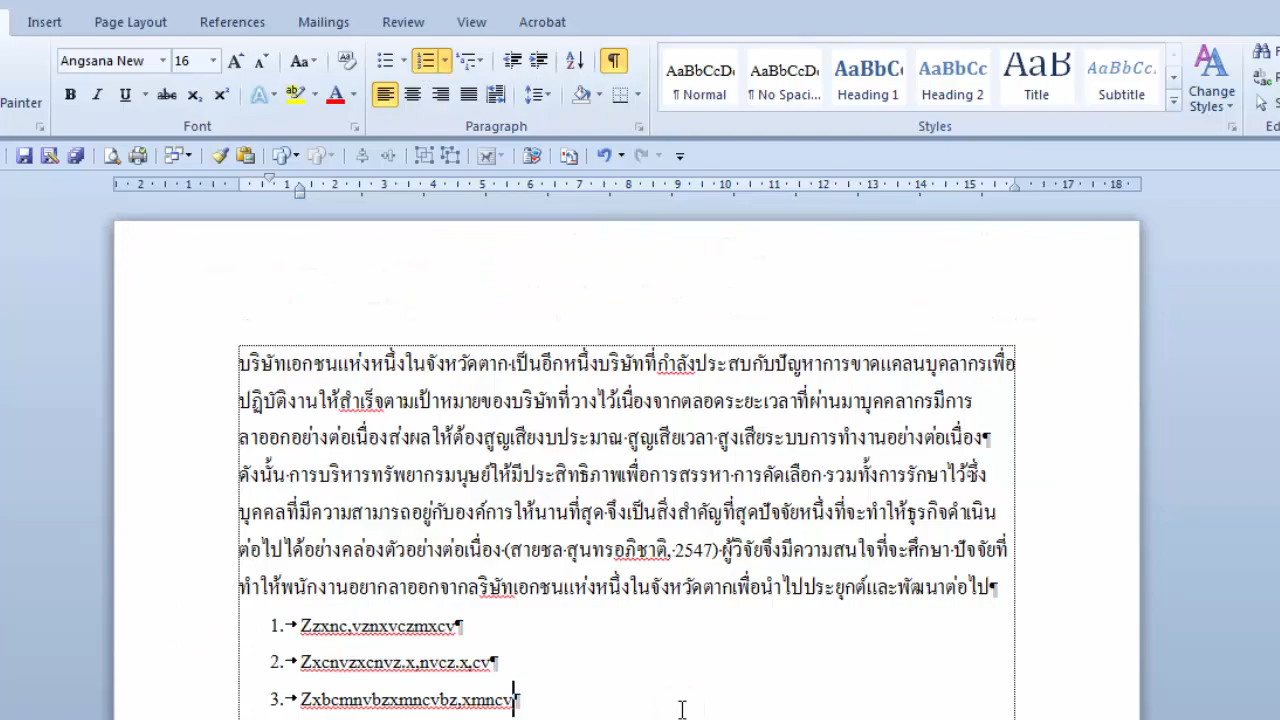 Insert Page Layout References Mailings Review View Acrobat
Angsana New 16 Aa AaBbCcDc AaBbCcDc AaBbC AaBbCc AaB AaBbCc.
Painter B I U abc x₂ x² A A ¶ Normal ¶ No Spaci... Heading 1 Heading 2 Title Subtitle Change Styles
Font Paragraph Styles
2 1 1 2 3 4 5 6 7 8 9 10 11 12 13 14 15 17 18
บริษัทเอกชนแห่งหนึ่งในจังหวัดตาก·เป็นอีกหนึ่งบริษัทที่กำลังประสบกับปัญหาการขาดแคลนบุคลากรเพื่อ
ปฏิบัติงานให้สำเร็จตามเป้าหมายของบริษัทที่วางไว้เนื่องจากตลอดระยะเวลาที่ผ่านมาบุคคลากรมีการ
ลาออกอย่างต่อเนื่องส่งผลให้ต้องสูญเสียงบประมาณ·สูญเสียเวลา·สูงเสียระบบการทำงานอย่างต่อเนื่อง¶
ดังนั้น·การบริหารทรัพยากรมนุษย์ให้มีประสิทธิภาพเพื่อการสรรหา·การคัดเลือก·รวมทั้งการรักษาไว้ซึ่ง
บุคคลที่มีความสามารถอยู่กับองค์การให้นานที่สุด·จึงเป็นสิ่งสำคัญที่สุดปัจจัยหนึ่งที่จะทำให้ธุรกิจดำเนิน
ต่อไปได้อย่างคล่องตัวอย่างต่อเนื่อง·(สายชล·สุนทรอภิชาติ,·2547)·ผู้วิจัยจึงมีความสนใจที่จะศึกษา·ปัจจัยที่
ทำให้พนักงานอยากลาออกจากลริษัทเอกชนแห่งหนึ่งในจังหวัดตากเพื่อนำไปประยุกต์และพัฒนาต่อไป¶
1.→Zzxnc,vznxvczmxcv¶
2.→Zxcnvzxcnvz.x,nvcz.x,cv¶
3.→Zxbcmnvbzxmncvbz,xmncv¶